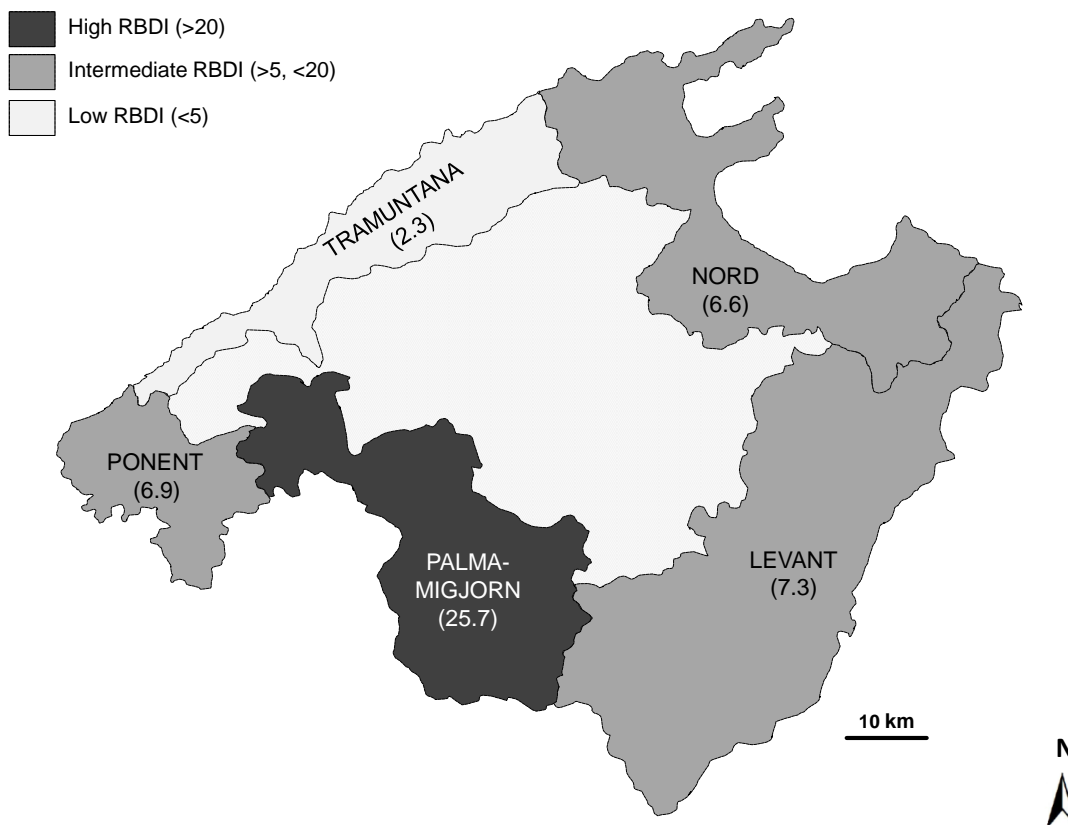 High RBDI (>20)
Intermediate RBDI (>5, <20)
Low RBDI (<5)
TRAMUNTANA
(2.3)
NORD
(6.6)
PONENT
(6.9)
PALMA-
MIGJORN
(25.7)
LEVANT
(7.3)
10 km
N